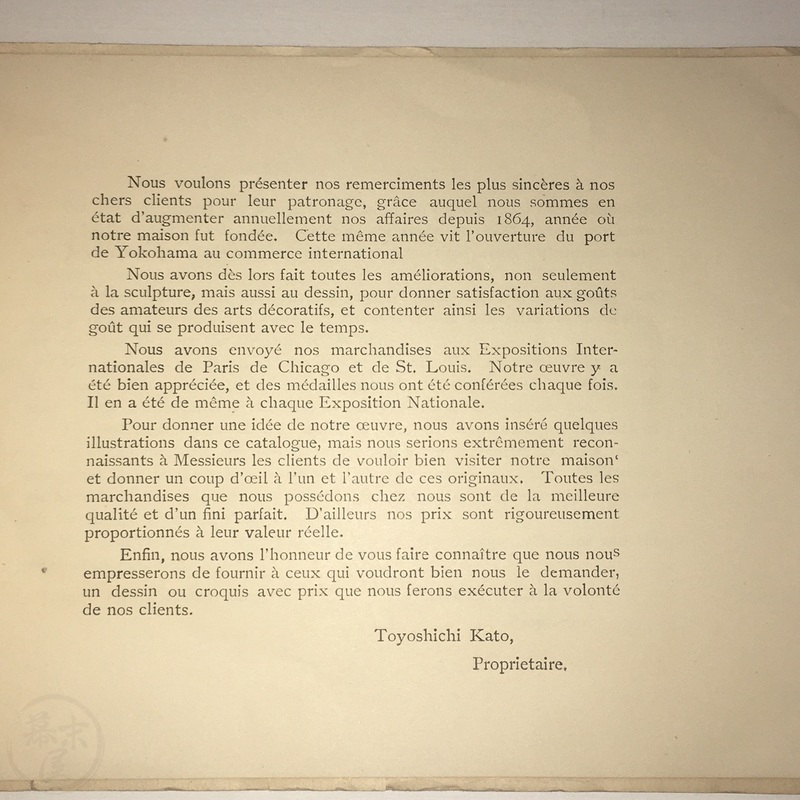 Nous voulons présenter nos remerciments les plus sincères à nos
chers clients pour leur patronage, grâce auquel nous sommes en
état d'augmenter annuellement nos affaires depuis 1864, année où
notre maison fut fondée. Cette même année vit l'ouverture du port
de Yokohama au commerce international
Nous avons dès lors fait toutes les améliorations, non seulement
à la sculpture, mais aussi au dessin, pour donner satisfaction aux goûts
des amateurs des arts décoratifs, et contenter ainsi les variations de
goût qui se produisent avec le temps.
Nous avons envoyé nos marchandises aux Expositions Inter-
nationales de Paris de Chicago et de St. Louis. Notre œuvre y a
été bien appréciée, et des médailles nous ont été conférées chaque fois.
Il en a été de même à chaque Exposition Nationale.
Pour donner une idée de notre œuvre, nous avons inséré quelques
illustrations dans ce catalogue, mais nous serions extrêmement recon-
naissants à Messieurs les clients de vouloir bien visiter notre maison‘
et donner un coup d'œil à l'un et l'autre de ces originaux. Toutes les
marchandises que nous possédons chez nous sont de la meilleure
qualité et d'un fini parfait. D'ailleurs nos prix sont rigoureusement
proportionnés à leur valeur réelle.
Enfin, nous avons l'honneur de vous faire connaître que nous nous
empresserons de fournir à ceux qui voudront bien nous le demander,
un dessin ou croquis avec prix que nous ferons exécuter à la volonté
de nos clients.
Toyoshichi Kato,
Proprietaire.
幕末屋